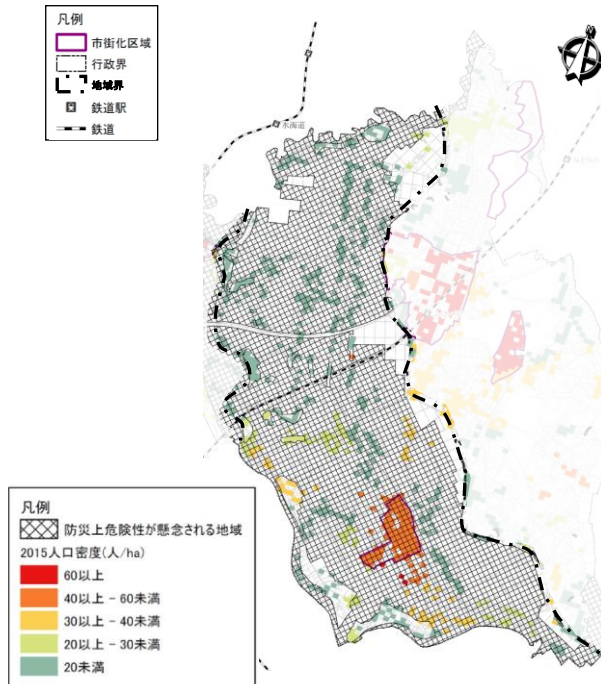 凡例
市街化区域
行政界
地域界
鉄道駅
鉄道
水海道
凡例
防災上危険性が懸念される地域
2015人口密度(人/ha)
60以上
40以上 - 60未満
30以上 - 40未満
20以上 - 30未満
20未満